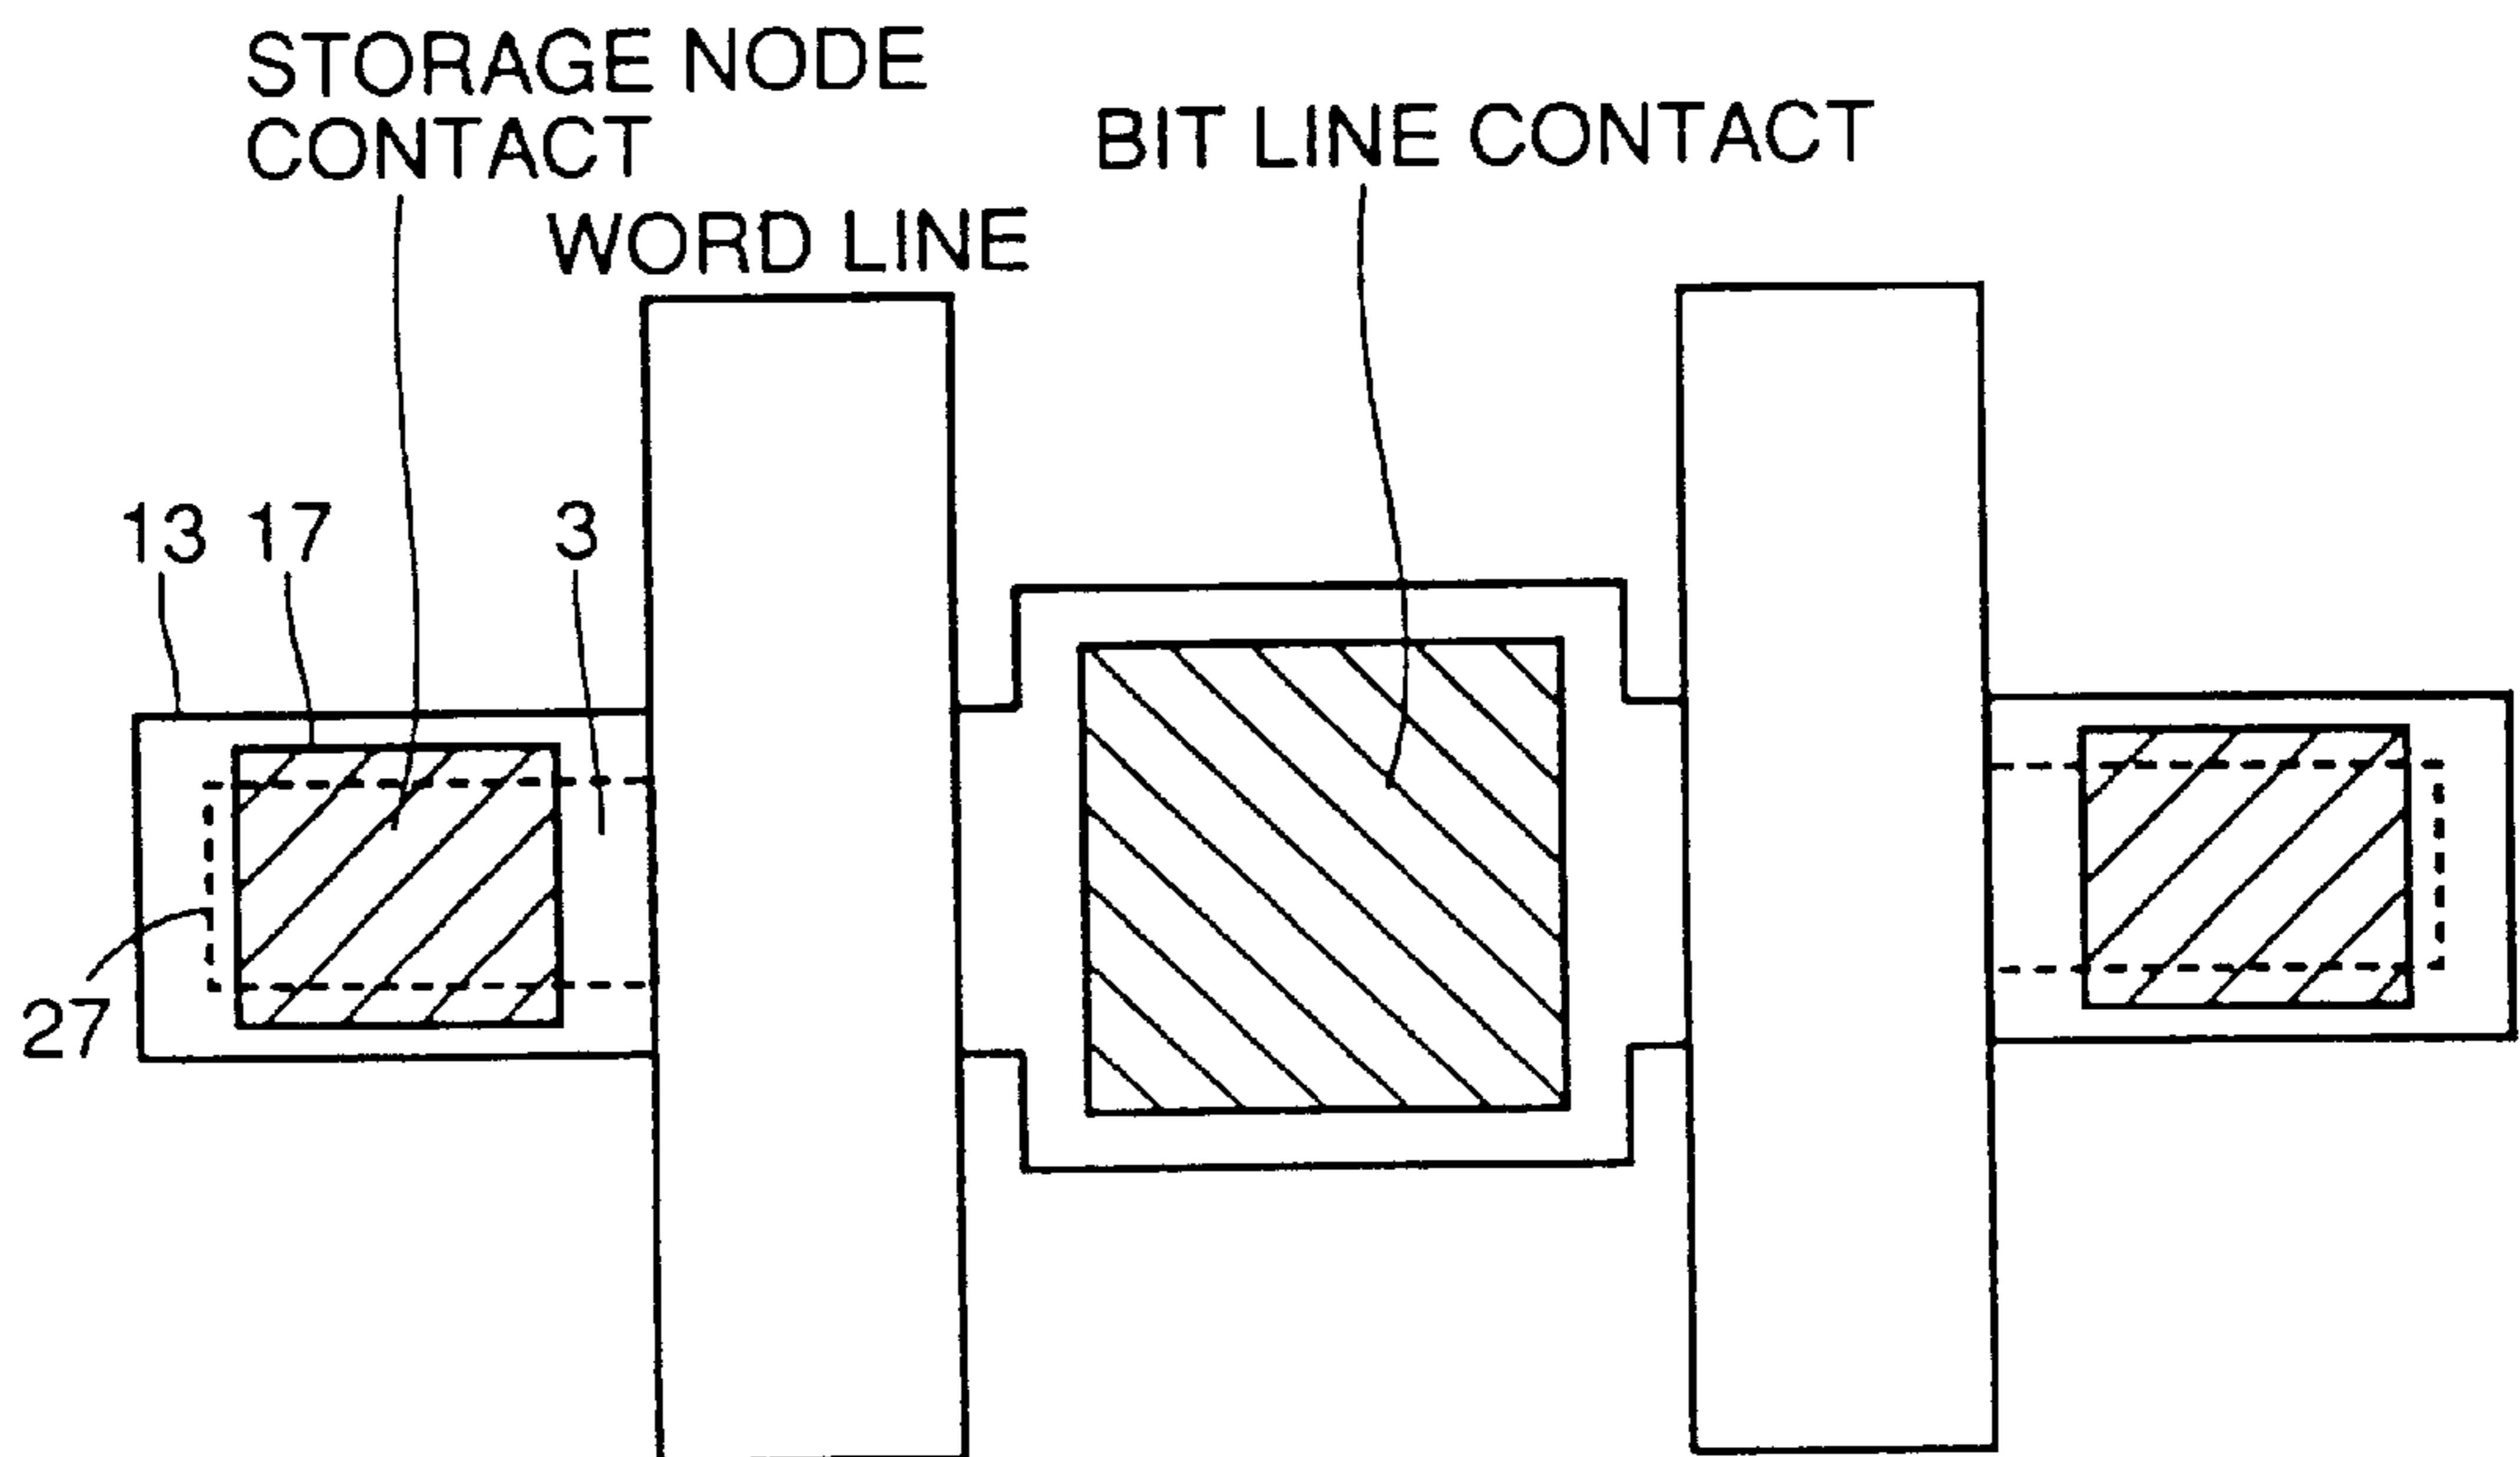 STORAGE NODE
CONTACT
BIT LINE CONTACT
WORD LINE
13 17 3
27